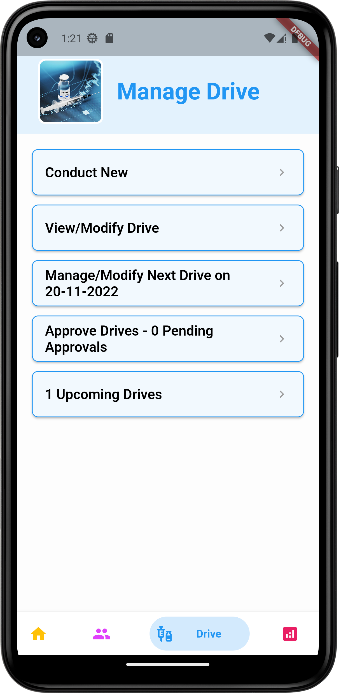 1:21
DEBUG
Manage Drive
Conduct New
View/Modify Drive
Manage/Modify Next Drive on
20-11-2022
Approve Drives - 0 Pending
Approvals
1 Upcoming Drives
Drive